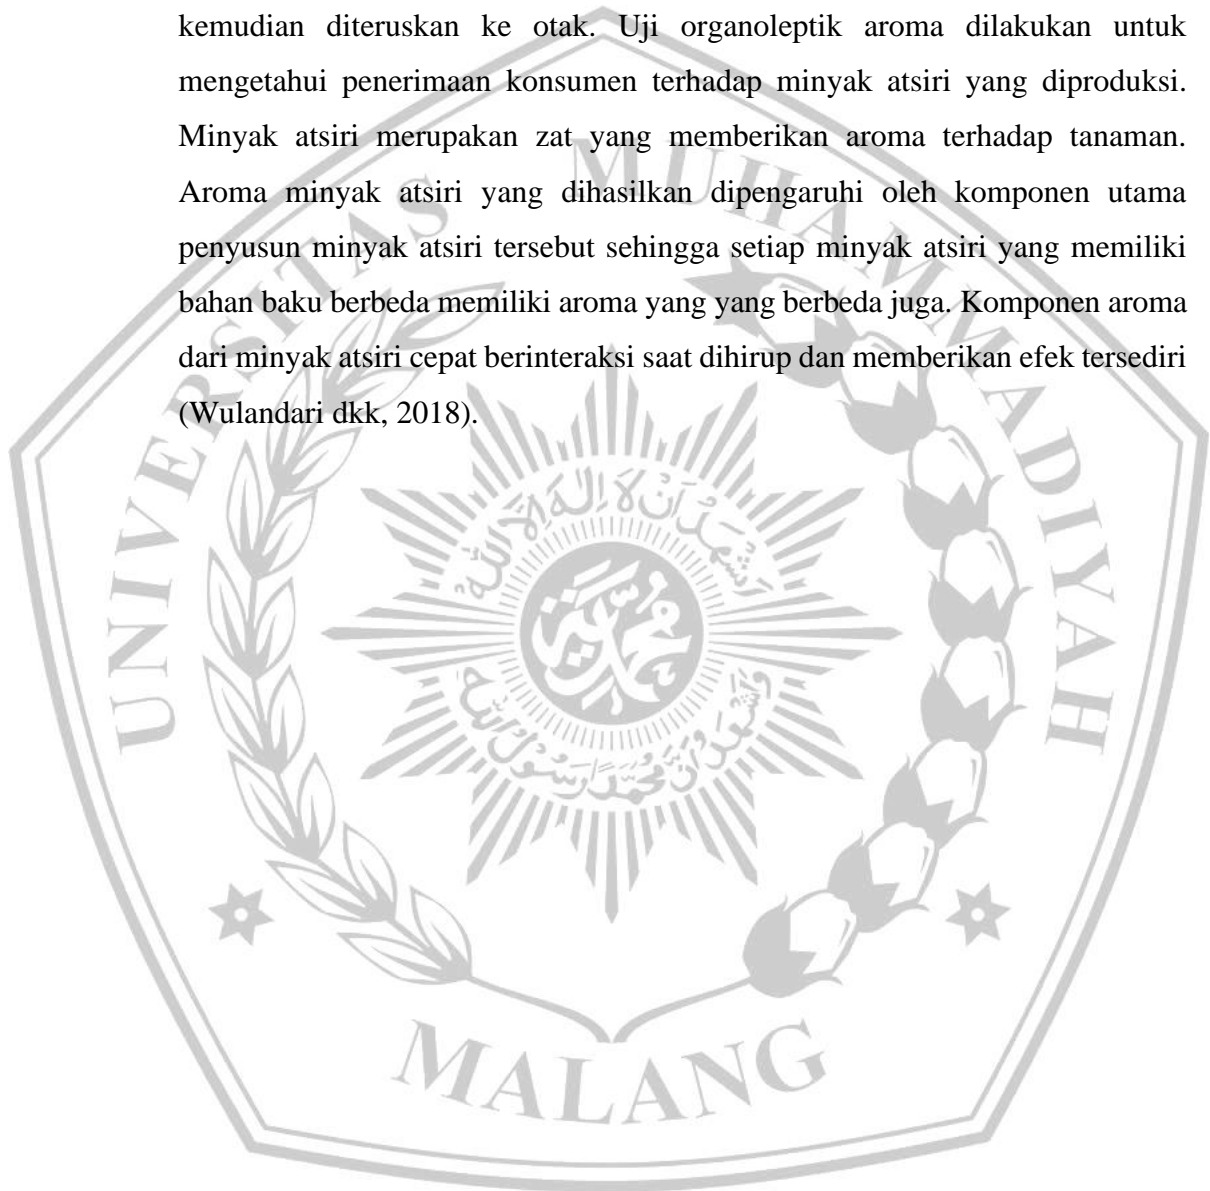 kemudian diteruskan ke otak. Uji organoleptik aroma dilakukan untuk
mengetahui penerimaan konsumen terhadap minyak atsiri yang diproduksi.
Minyak atsiri merupakan zat yang memberikan aroma terhadap tanaman.
Aroma minyak atsiri yang dihasilkan dipengaruhi oleh komponen utama
penyusun minyak atsiri tersebut sehingga setiap minyak atsiri yang memiliki
bahan baku berbeda memiliki aroma yang yang berbeda juga. Komponen aroma
dari minyak atsiri cepat berinteraksi saat dihirup dan memberikan efek tersediri
(Wulandari dkk, 2018).
UNIVERSITAS MUHAMMADIYAH
MALANG